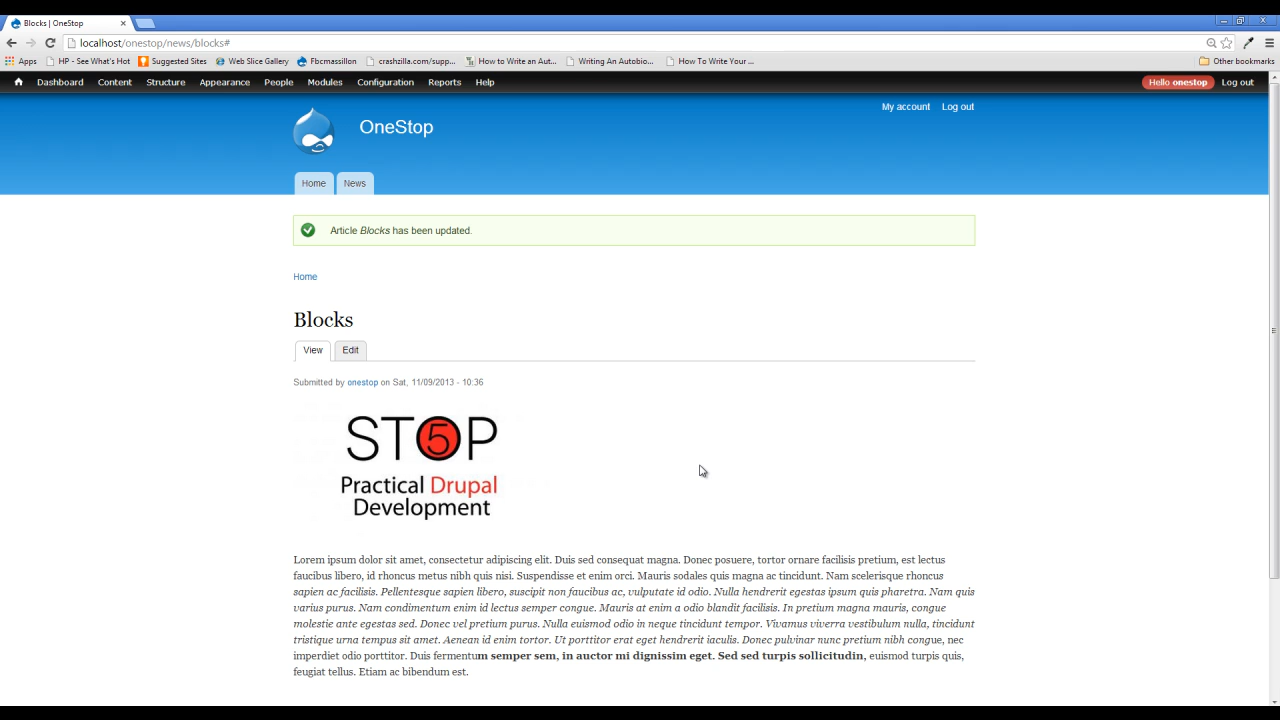 Blocks | OneStop
localhost/onestop/news/blocks#
Apps HP - See What's Hot Suggested Sites Web Slice Gallery Fbcmassillon crashzilla.com/supp... How to Write an Aut... Writing An Autobio... How To Write Your ... Other bookmarks
Dashboard Content Structure Appearance People Modules Configuration Reports Help Hello onestop Log out
My account Log out
OneStop
Home News
Article Blocks has been updated.
Home
Blocks
View Edit
Submitted by onestop on Sat, 11/09/2013 - 10:36
ST5P
Practical Drupal
Development
Lorem ipsum dolor sit amet, consectetur adipiscing elit. Duis sed consequat magna. Donec posuere, tortor ornare facilisis pretium, est lectus
faucibus libero, id rhoncus metus nibh quis nisi. Suspendisse et enim orci. Mauris sodales quis magna ac tincidunt. Nam scelerisque rhoncus
sapien ac facilisis. Pellentesque sapien libero, suscipit non faucibus ac, vulputate id odio. Nulla hendrerit egestas ipsum quis pharetra. Nam quis
varius purus. Nam condimentum enim id lectus semper congue. Mauris at enim a odio blandit facilisis. In pretium magna mauris, congue
molestie ante egestas sed. Donec vel pretium purus. Nulla euismod odio in neque tincidunt tempor. Vivamus viverra vestibulum nulla, tincidunt
tristique urna tempus sit amet. Aenean id enim tortor. Ut porttitor erat eget hendrerit iaculis. Donec pulvinar nunc pretium nibh congue, nec
imperdiet odio porttitor. Duis fermentum semper sem, in auctor mi dignissim eget. Sed sed turpis sollicitudin, euismod turpis quis,
feugiat tellus. Etiam ac bibendum est.